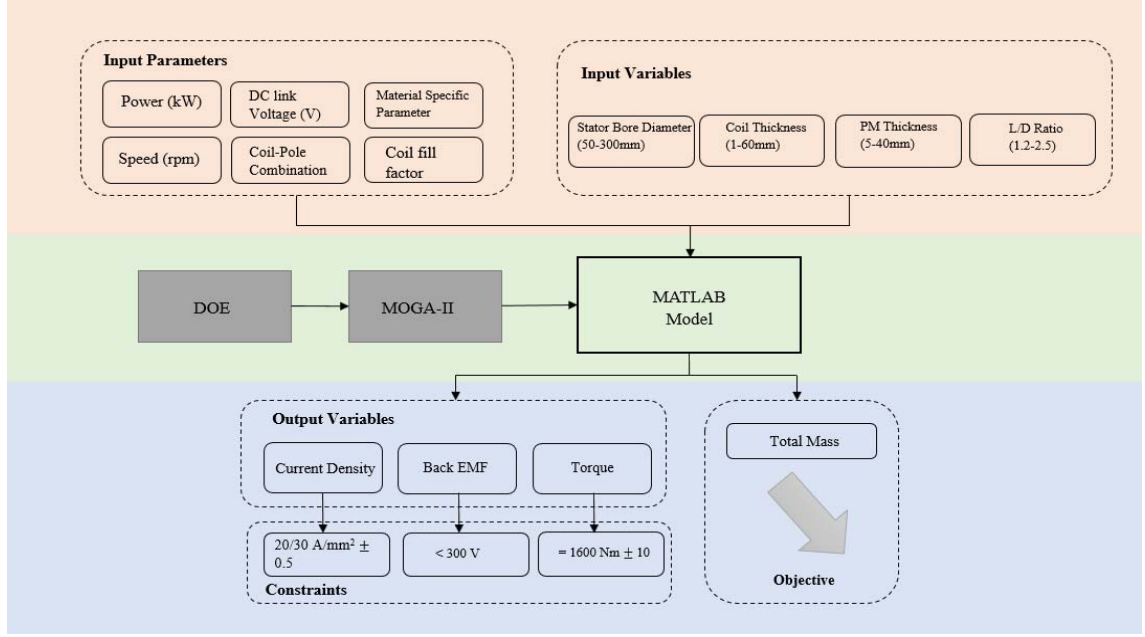 Input Parameters
Power (kW)
DC link
Voltage (V)
Material Specific
Parameter
Speed (rpm)
Coil-Pole
Combination
Coil fill
factor
Input Variables
Stator Bore Diameter
(50-300mm)
Coil Thickness
(1-60mm)
PM Thickness
(5-40mm)
L/D Ratio
(1.2-2.5)
DOE
MOGA-II
MATLAB
Model
Output Variables
Current Density
Back EMF
Torque
20/30 A/mm² ±
0.5
< 300 V
= 1600 Nm ± 10
Constraints
Total Mass
Objective